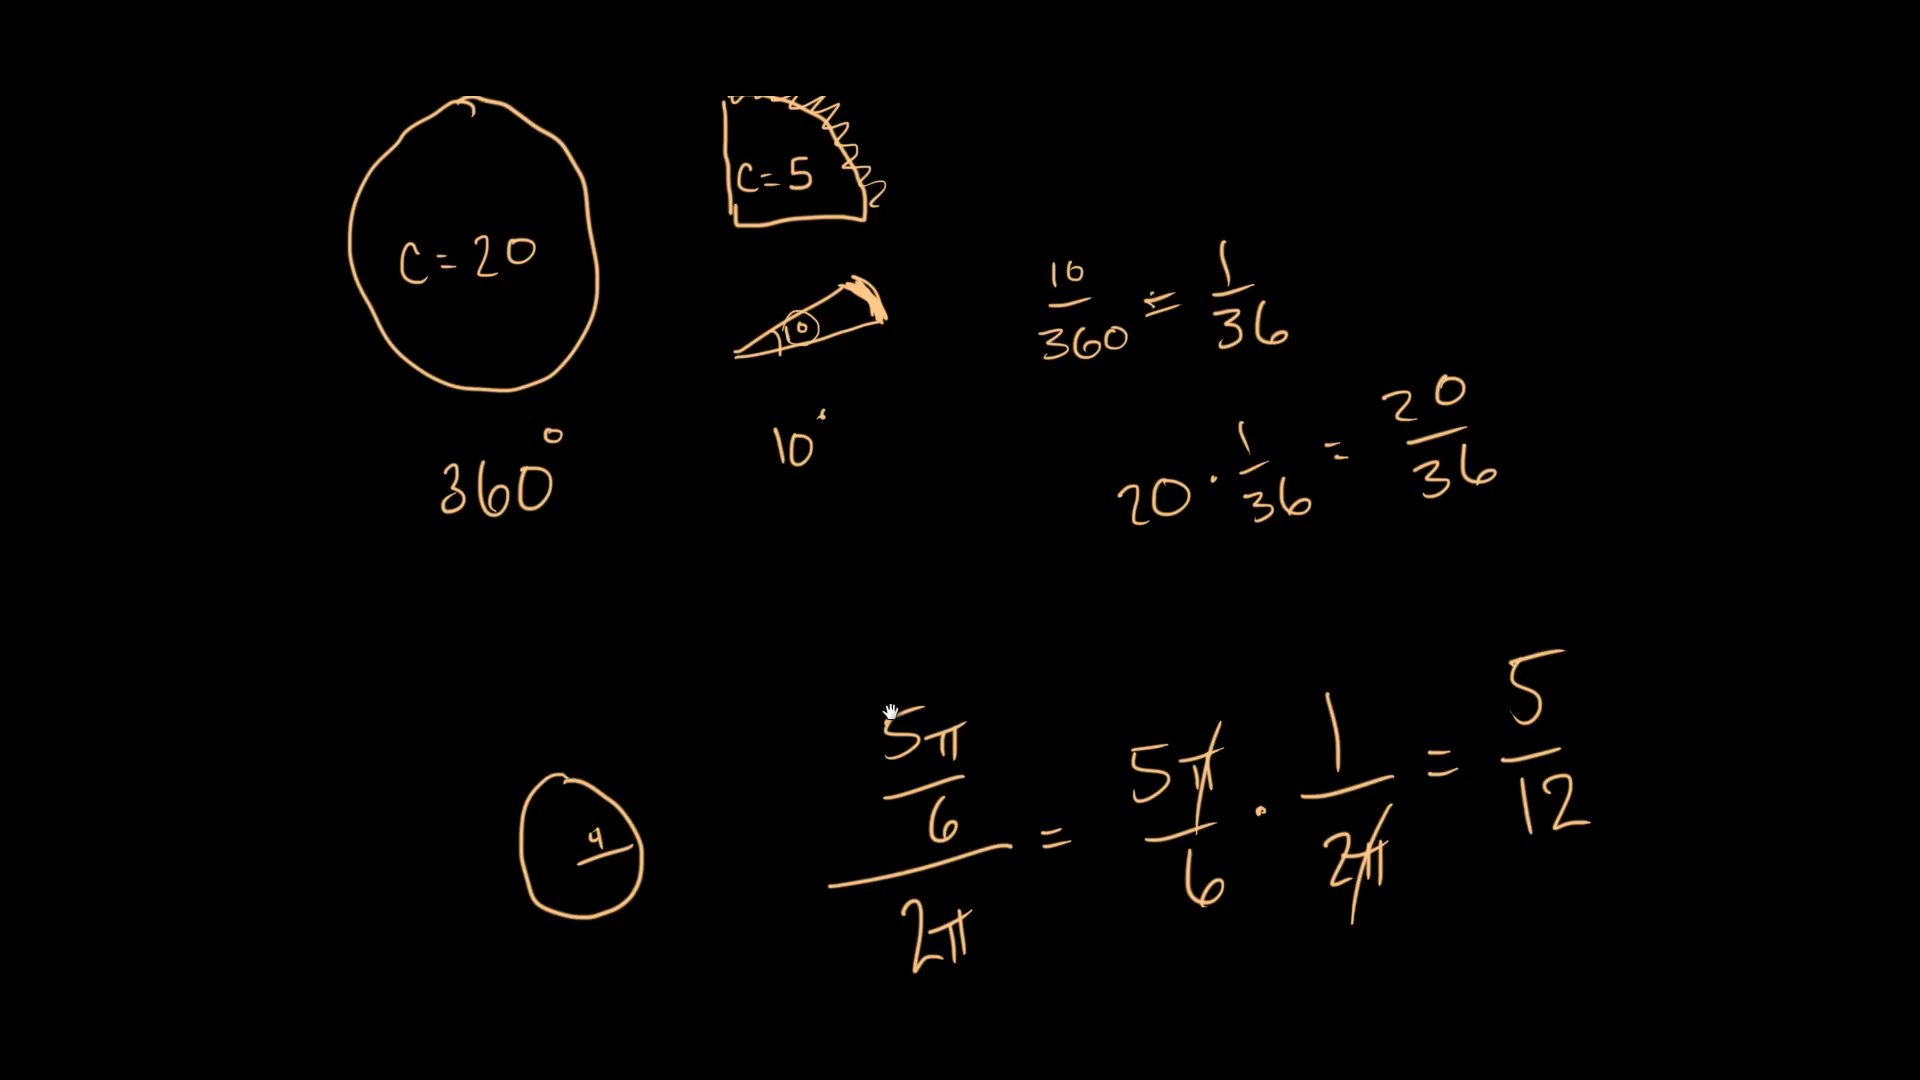 C = 20
360°
C = 5
10
10°
10/360 = 1/36
20 · 1/36 = 20/36
4
(5π/6)/(2π) = 5π/6 · 1/2π = 5/12